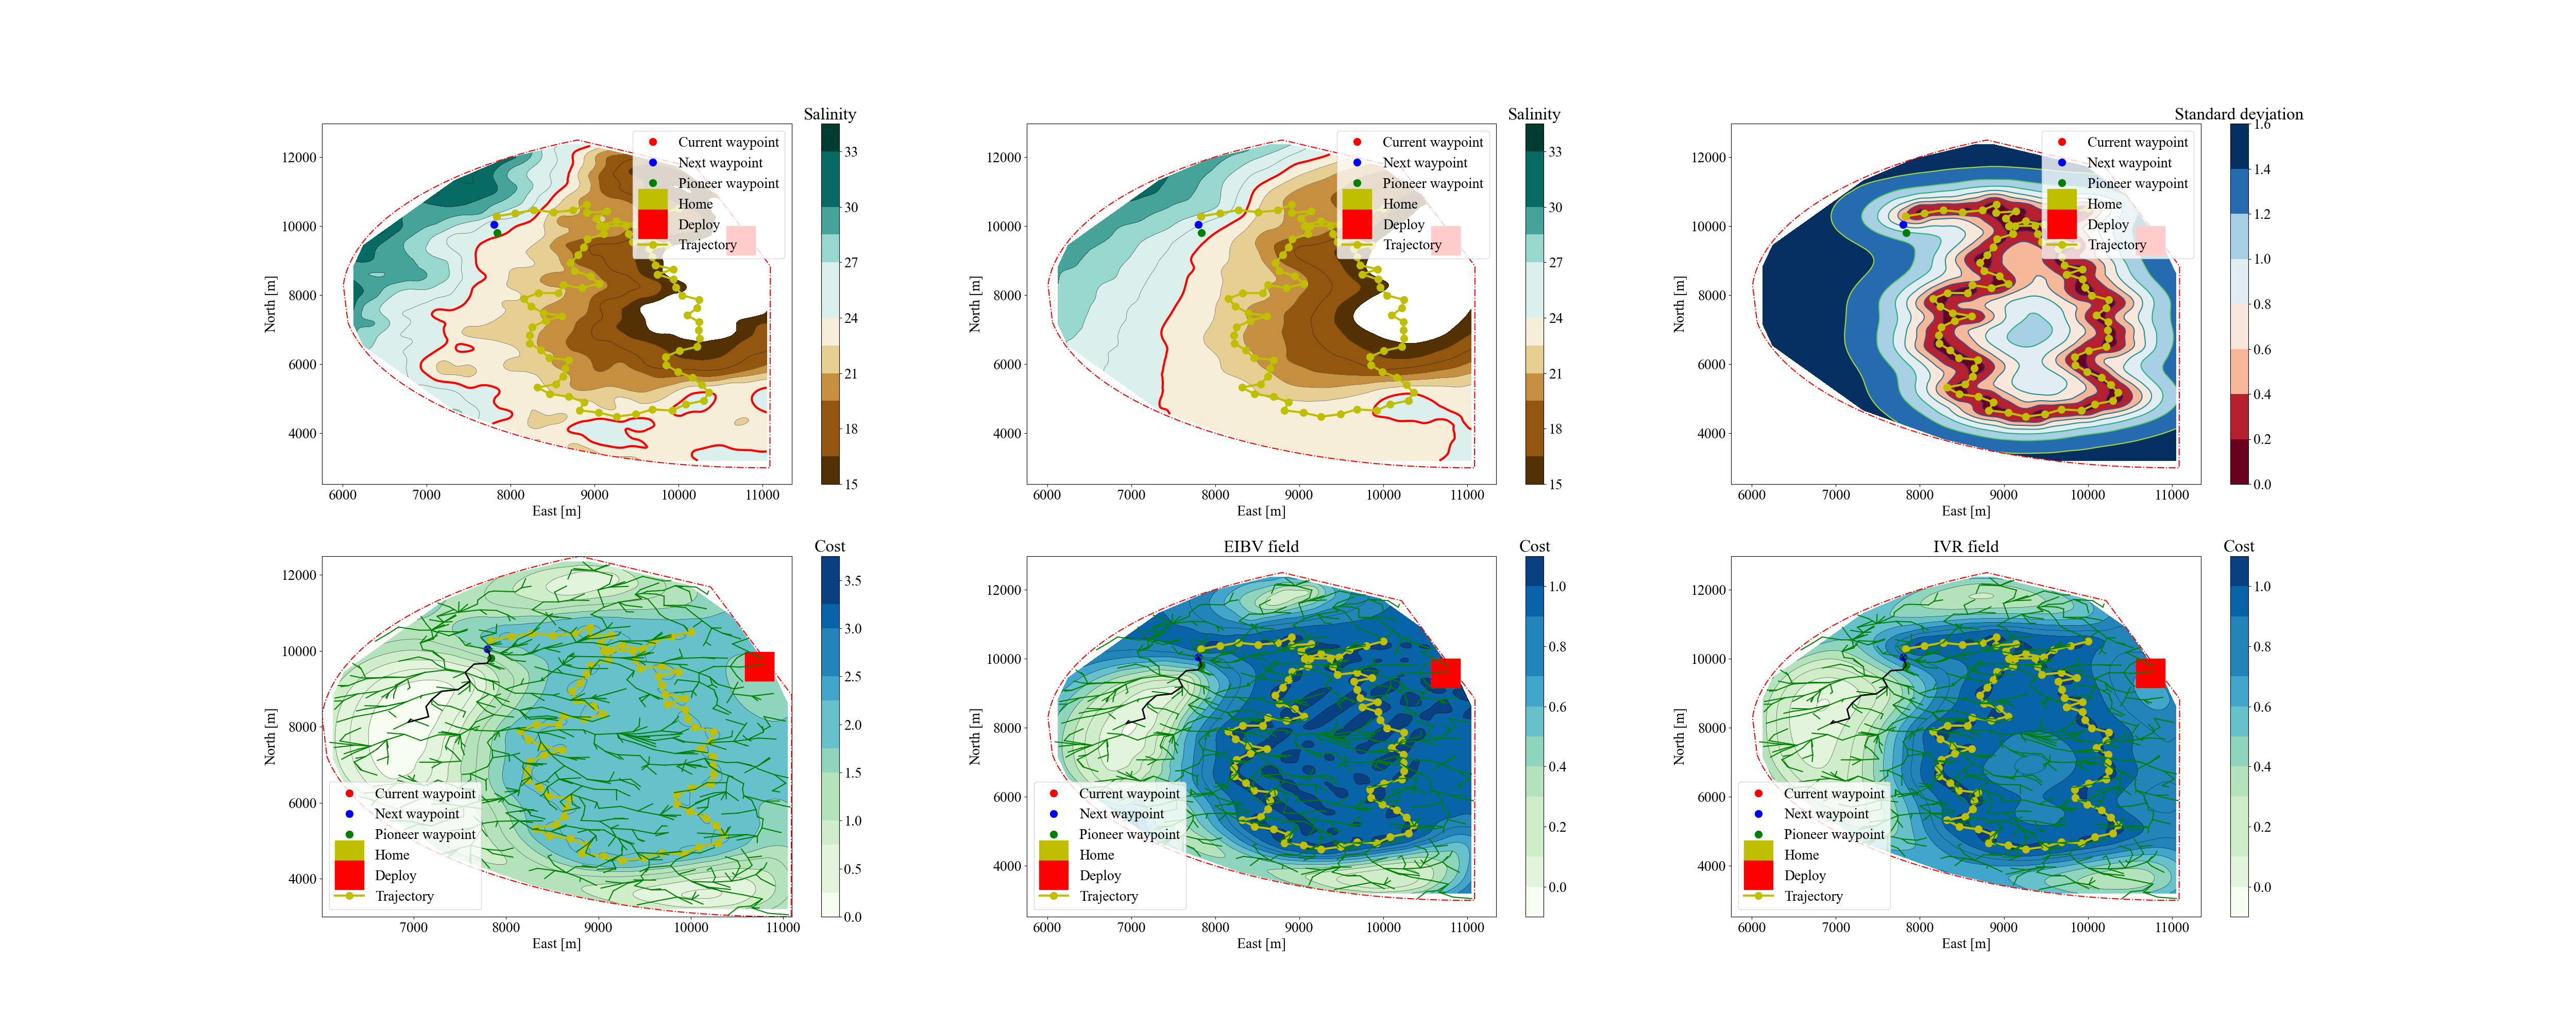 Salinity
12000
10000
8000
6000
4000
North [m]
6000 7000 8000 9000 10000 11000
East [m]
Current waypoint
Next waypoint
Pioneer waypoint
Home
Deploy
Trajectory
33
30
27
24
21
18
15
Salinity
12000
10000
8000
6000
4000
North [m]
6000 7000 8000 9000 10000 11000
East [m]
Current waypoint
Next waypoint
Pioneer waypoint
Home
Deploy
Trajectory
33
30
27
24
21
18
15
Standard deviation
12000
10000
8000
6000
4000
North [m]
6000 7000 8000 9000 10000 11000
East [m]
Current waypoint
Next waypoint
Pioneer waypoint
Home
Deploy
Trajectory
1.6
1.4
1.2
1.0
0.8
0.6
0.4
0.2
0.0
Cost
12000
10000
8000
6000
4000
North [m]
7000 8000 9000 10000 11000
East [m]
Current waypoint
Next waypoint
Pioneer waypoint
Home
Deploy
Trajectory
3.5
3.0
2.5
2.0
1.5
1.0
0.5
0.0
EIBV field
Cost
12000
10000
8000
6000
4000
North [m]
6000 7000 8000 9000 10000 11000
East [m]
Current waypoint
Next waypoint
Pioneer waypoint
Home
Deploy
Trajectory
1.0
0.8
0.6
0.4
0.2
0.0
IVR field
Cost
12000
10000
8000
6000
4000
North [m]
6000 7000 8000 9000 10000 11000
East [m]
Current waypoint
Next waypoint
Pioneer waypoint
Home
Deploy
Trajectory
1.0
0.8
0.6
0.4
0.2
0.0